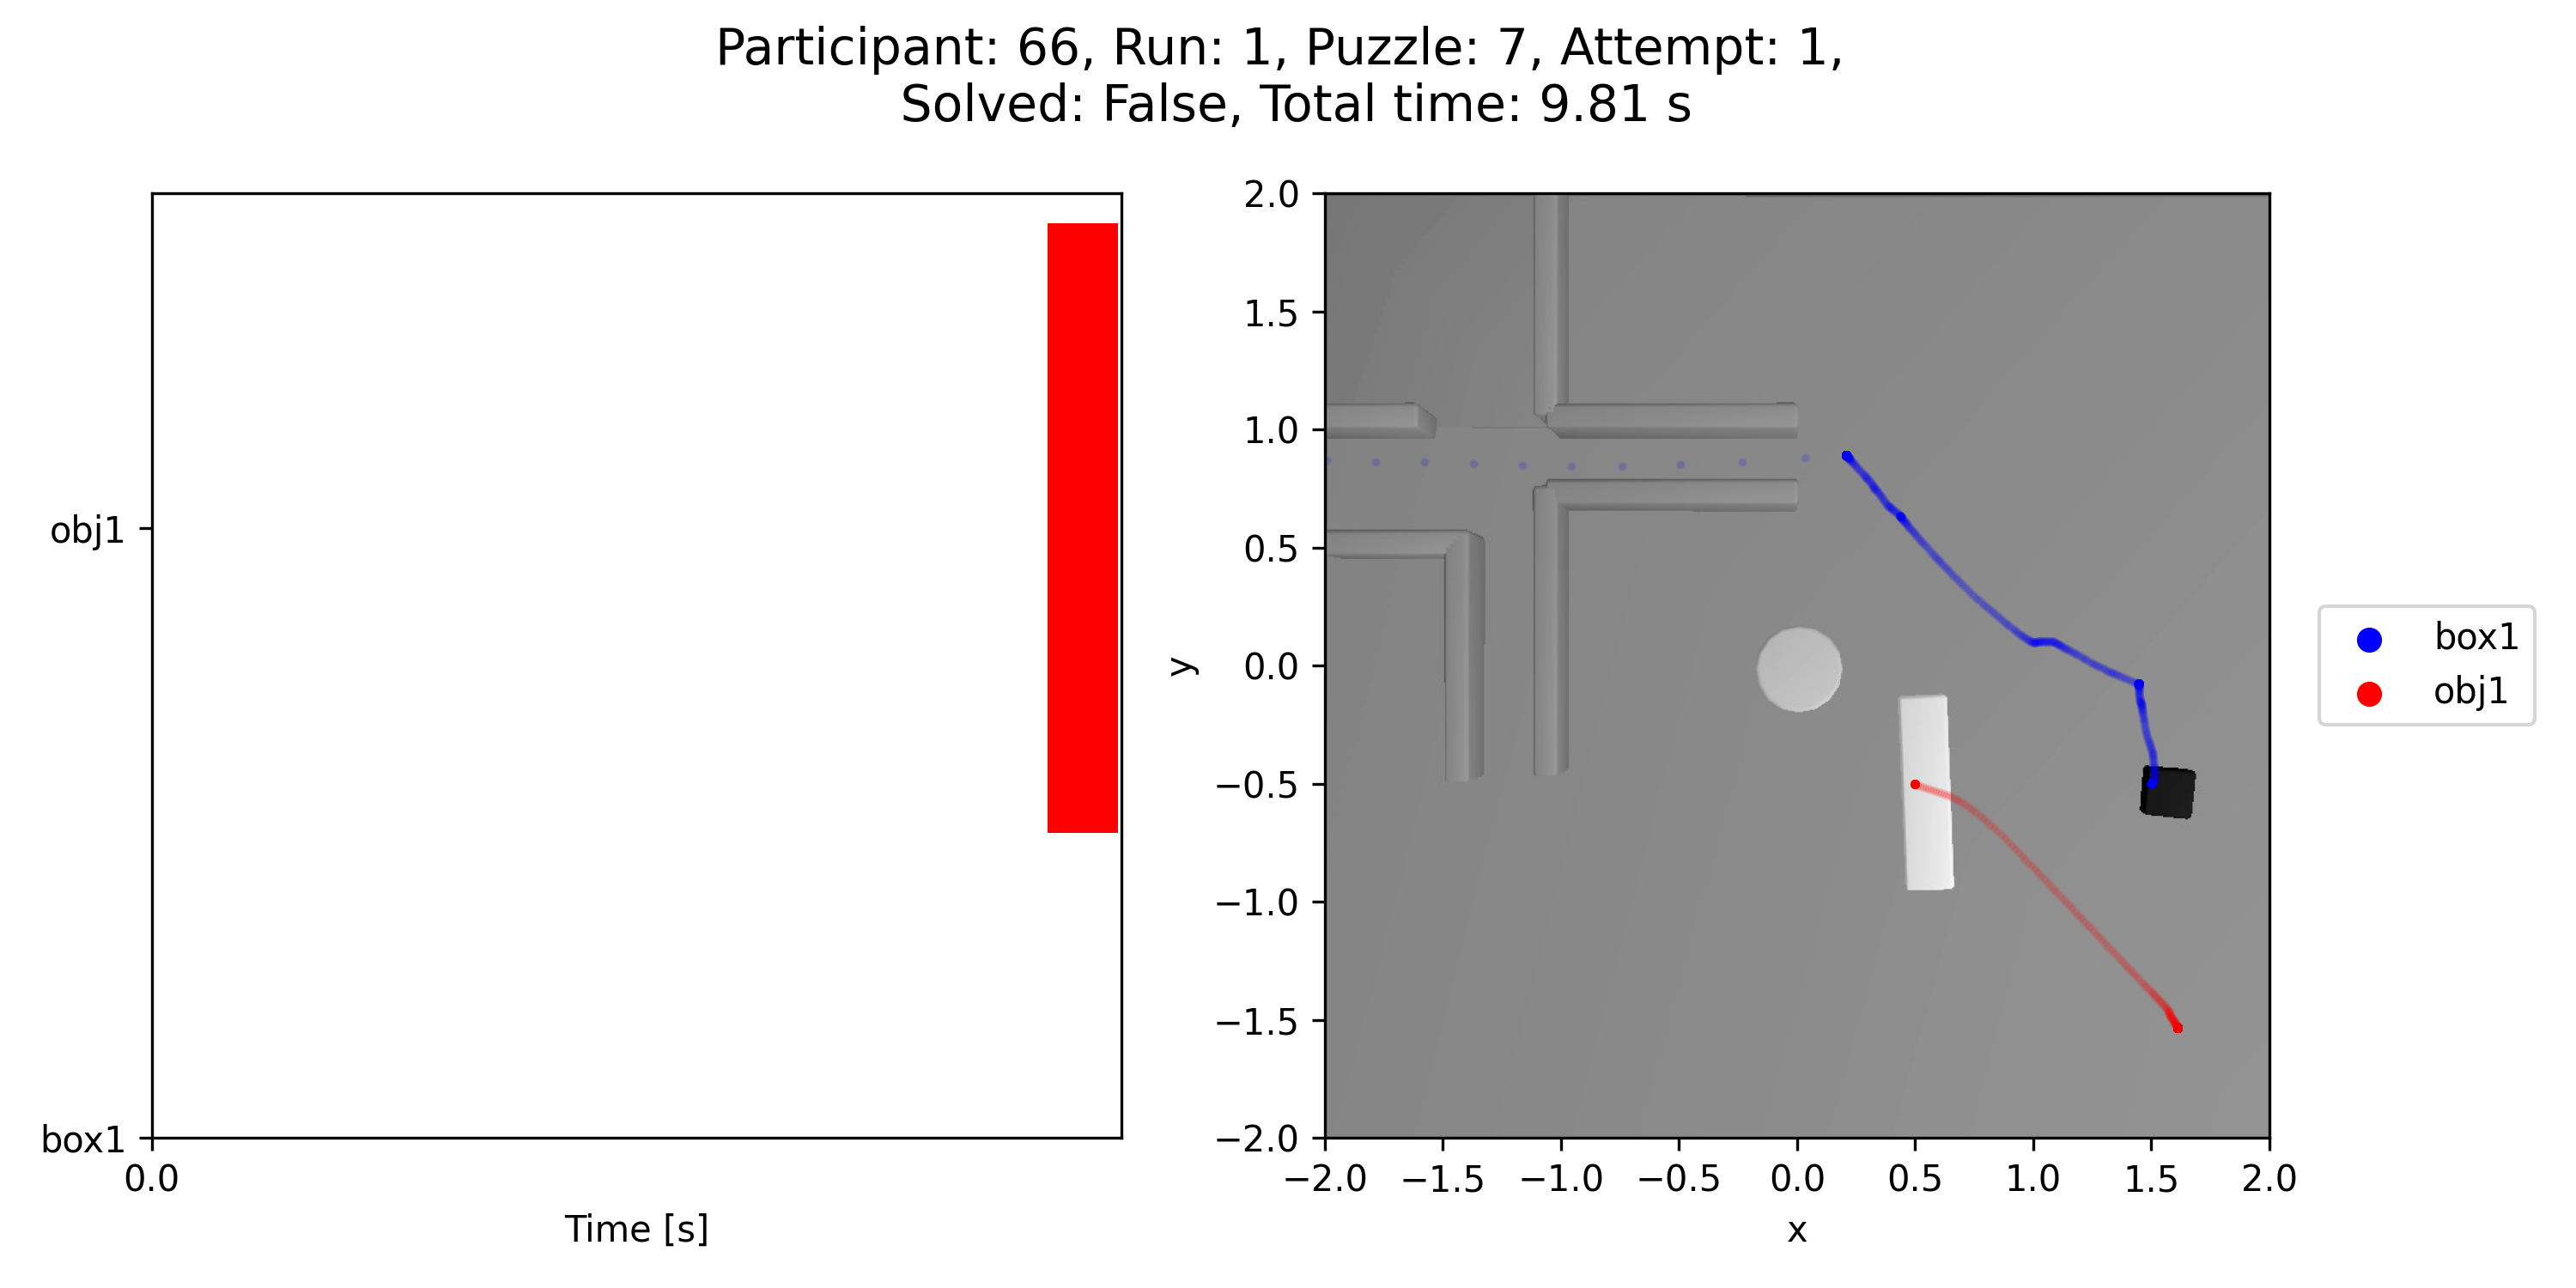 Participant: 66, Run: 1, Puzzle: 7, Attempt: 1,
Solved: False, Total time: 9.81 s
obj1
box1
0.0
Time [s]
2.0
1.5
1.0
0.5
0.0
−0.5
−1.0
−1.5
−2.0
y
−2.0 −1.5 −1.0 −0.5 0.0 0.5 1.0 1.5 2.0
x
box1
obj1